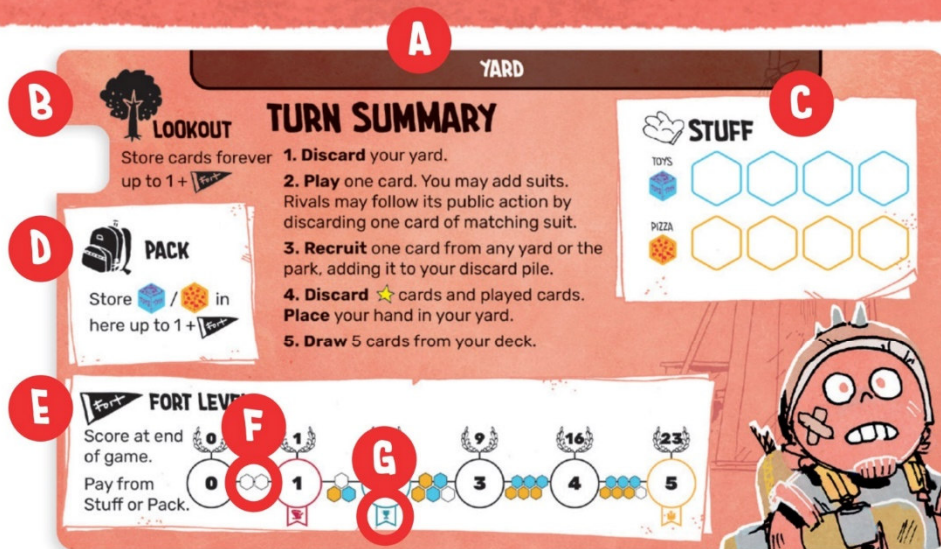 A
YARD
B
LOOKOUT
Store cards forever
up to 1 + Fort
TURN SUMMARY
1. Discard your yard.
2. Play one card. You may add suits.
Rivals may follow its public action by
discarding one card of matching suit.
3. Recruit one card from any yard or the
park, adding it to your discard pile.
4. Discard cards and played cards.
Place your hand in your yard.
5. Draw 5 cards from your deck.
C
STUFF
TOYS
PIZZA
D
PACK
Store / in
here up to 1 + Fort
E
Fort FORT LEVE
F
G
Score at end
of game.
Pay from
Stuff or Pack.
0 1 9 16 23
0 1 3 4 5